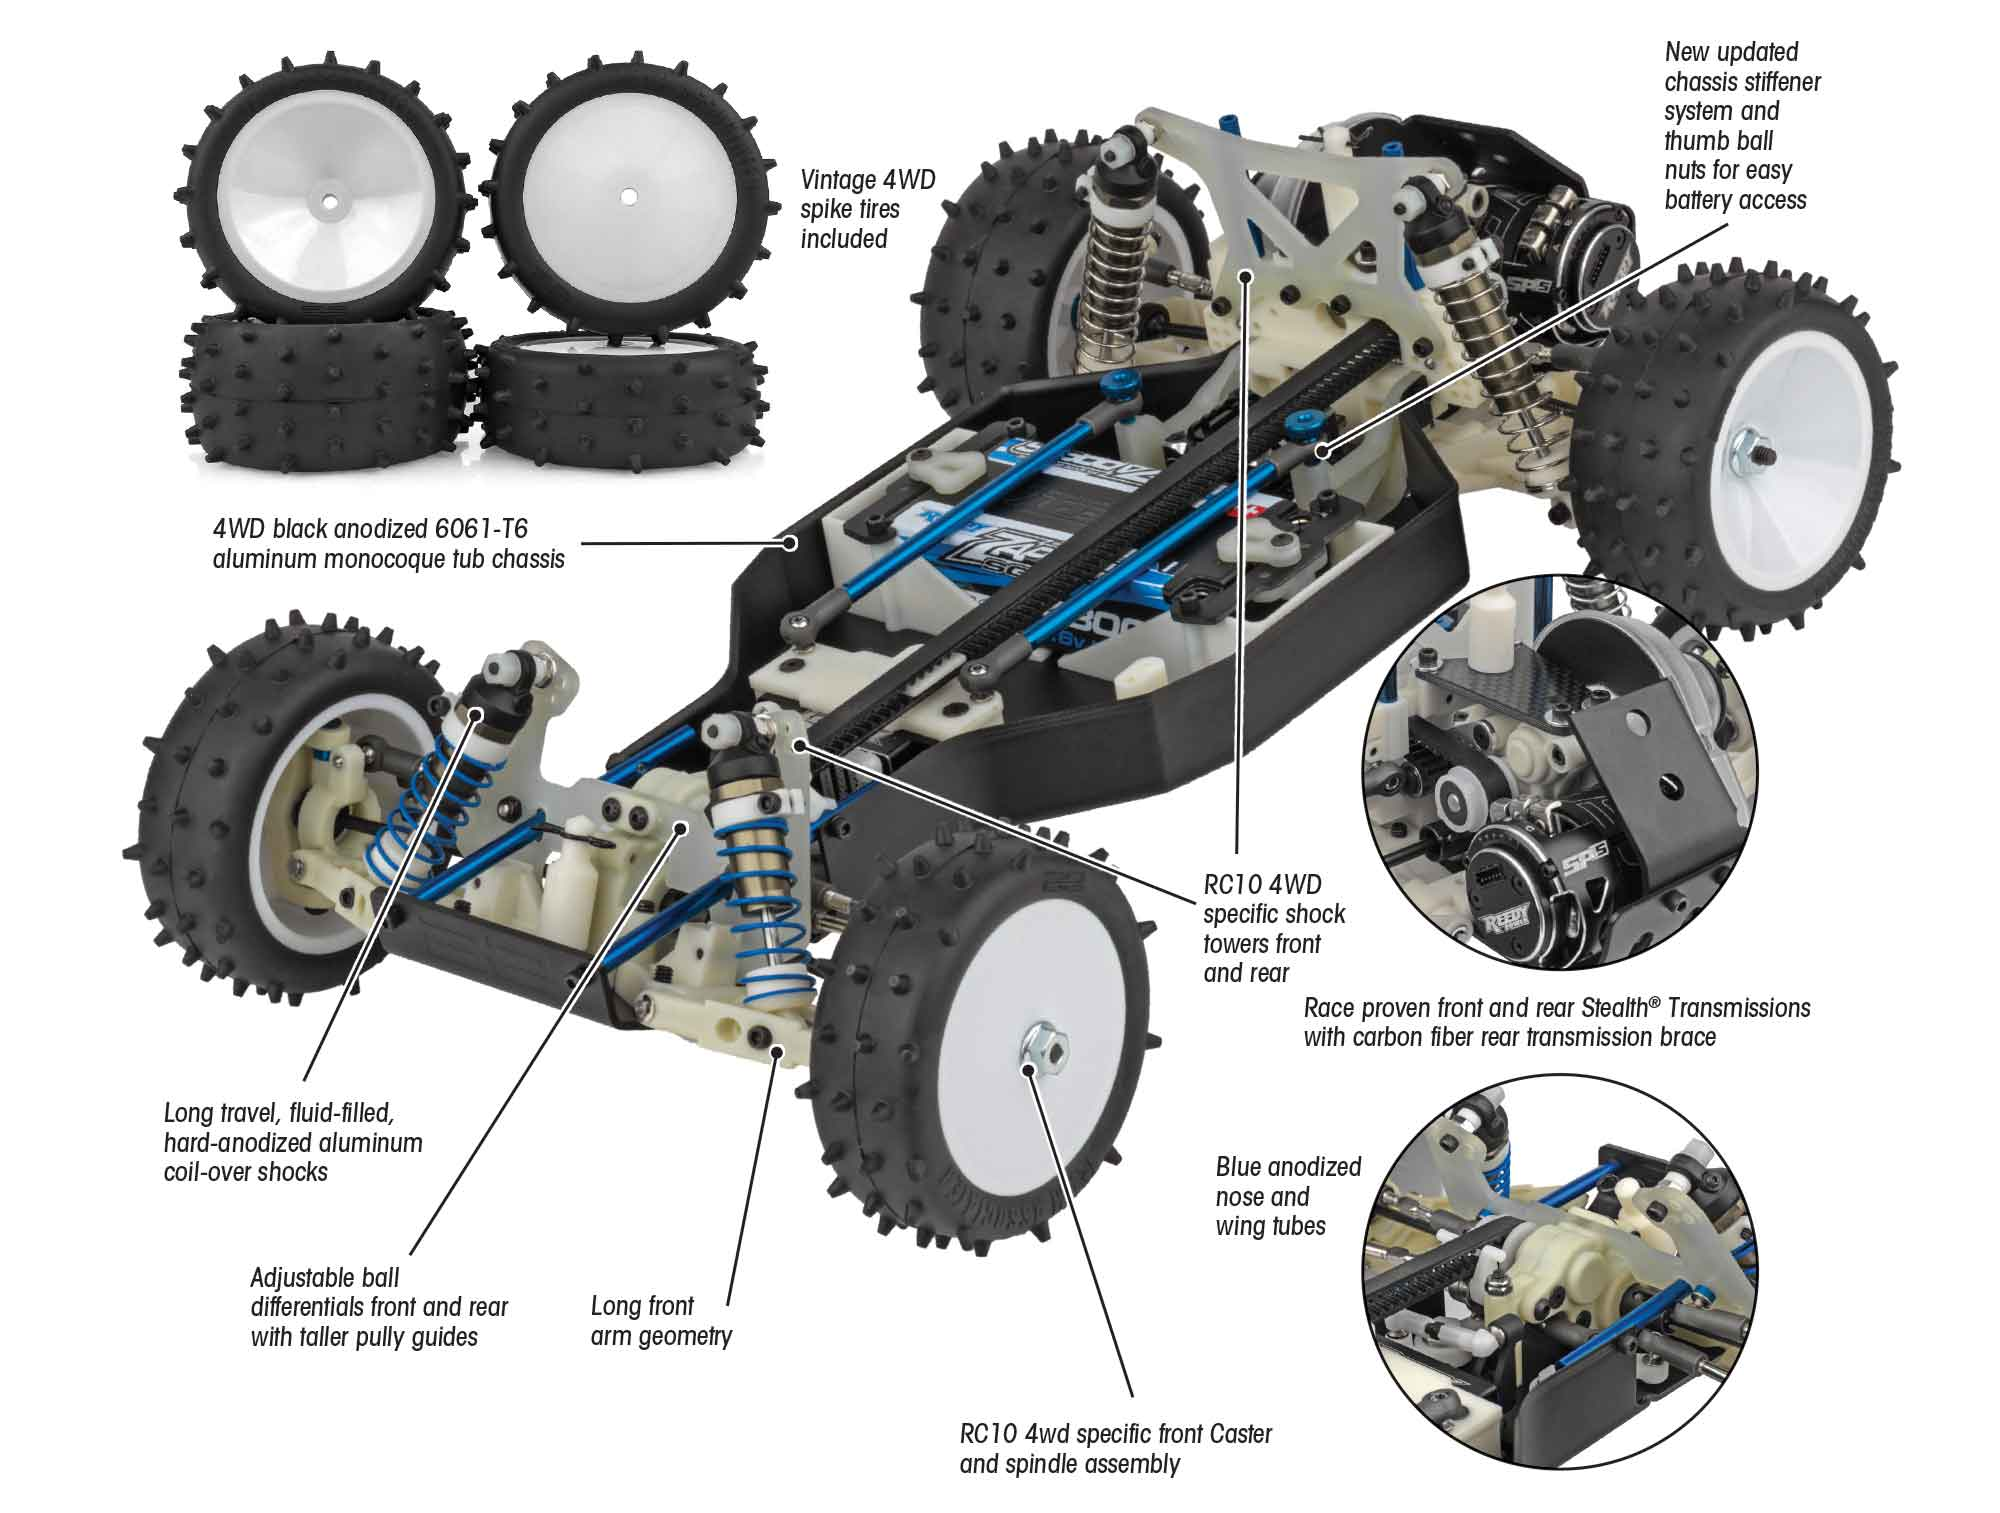 New updated
chassis stiffener
system and
thumb ball
nuts for easy
battery access
Vintage 4WD
spike tires
included
4WD black anodized 6061-T6
aluminum monocoque tub chassis
REEDY
SP5
SP5
REEDY
RC10 4WD
specific shock
towers front
and rear
Race proven front and rear Stealth® Transmissions
with carbon fiber rear transmission brace
Long travel, fluid-filled,
hard-anodized aluminum
coil-over shocks
Blue anodized
nose and
wing tubes
Adjustable ball
differentials front and rear
with taller pully guides
Long front
arm geometry
RC10 4wd specific front Caster
and spindle assembly